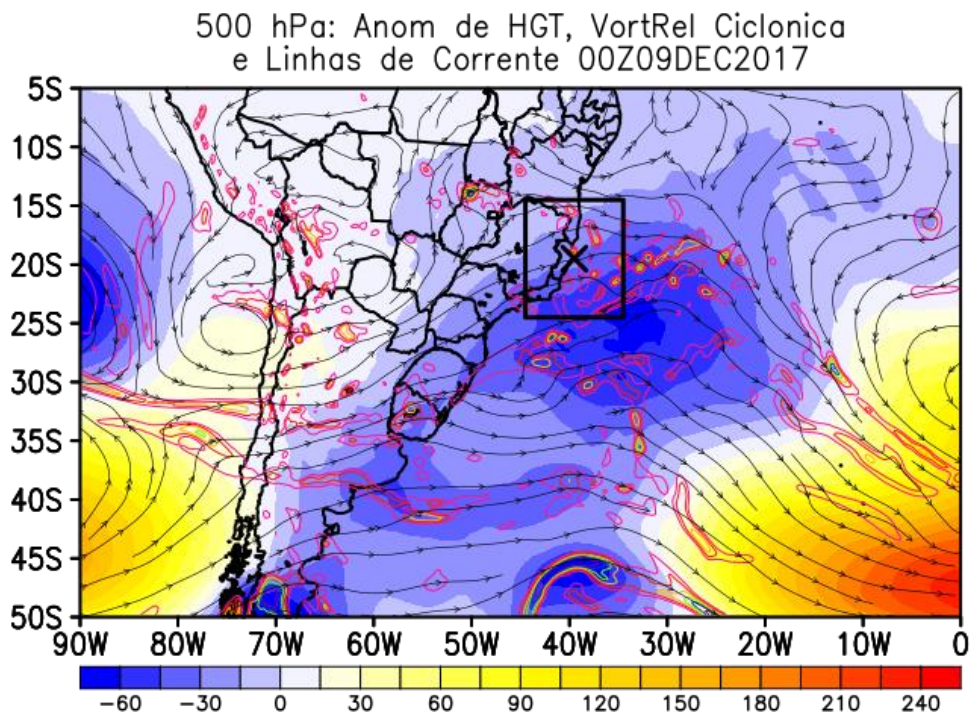 500 hPa: Anom de HGT, VortRel Ciclonica
e Linhas de Corrente 00Z09DEC2017
5S
10S
15S
20S
25S
30S
35S
40S
45S
50S
90W 80W 70W 60W 50W 40W 30W 20W 10W 0
-60 -30 0 30 60 90 120 150 180 210 240